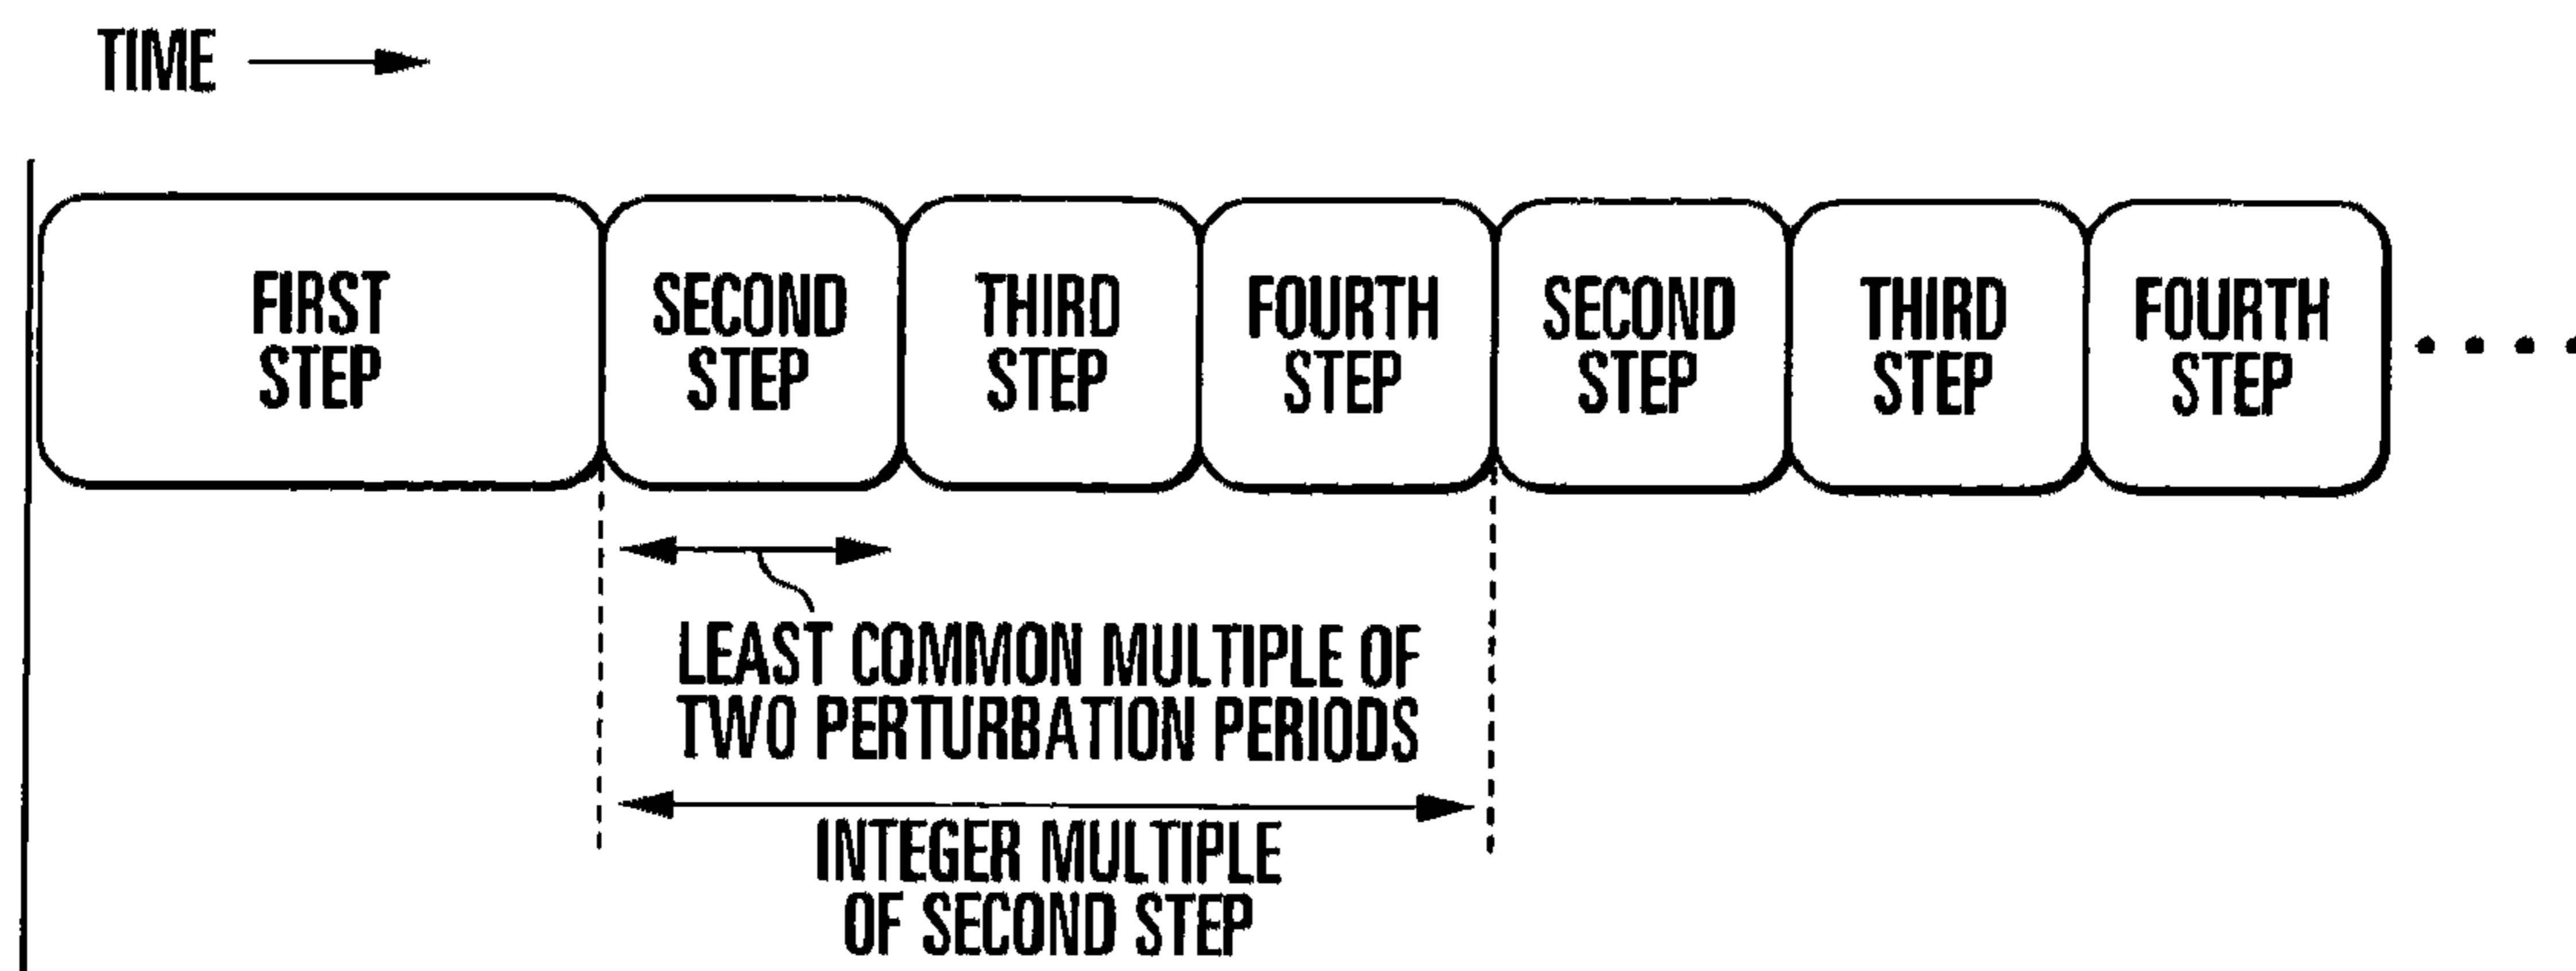 TIME
FIRST
STEP
SECOND
STEP
THIRD
STEP
FOURTH
STEP
SECOND
STEP
THIRD
STEP
FOURTH
STEP
LEAST COMMON MULTIPLE OF
TWO PERTURBATION PERIODS
INTEGER MULTIPLE
OF SECOND STEP